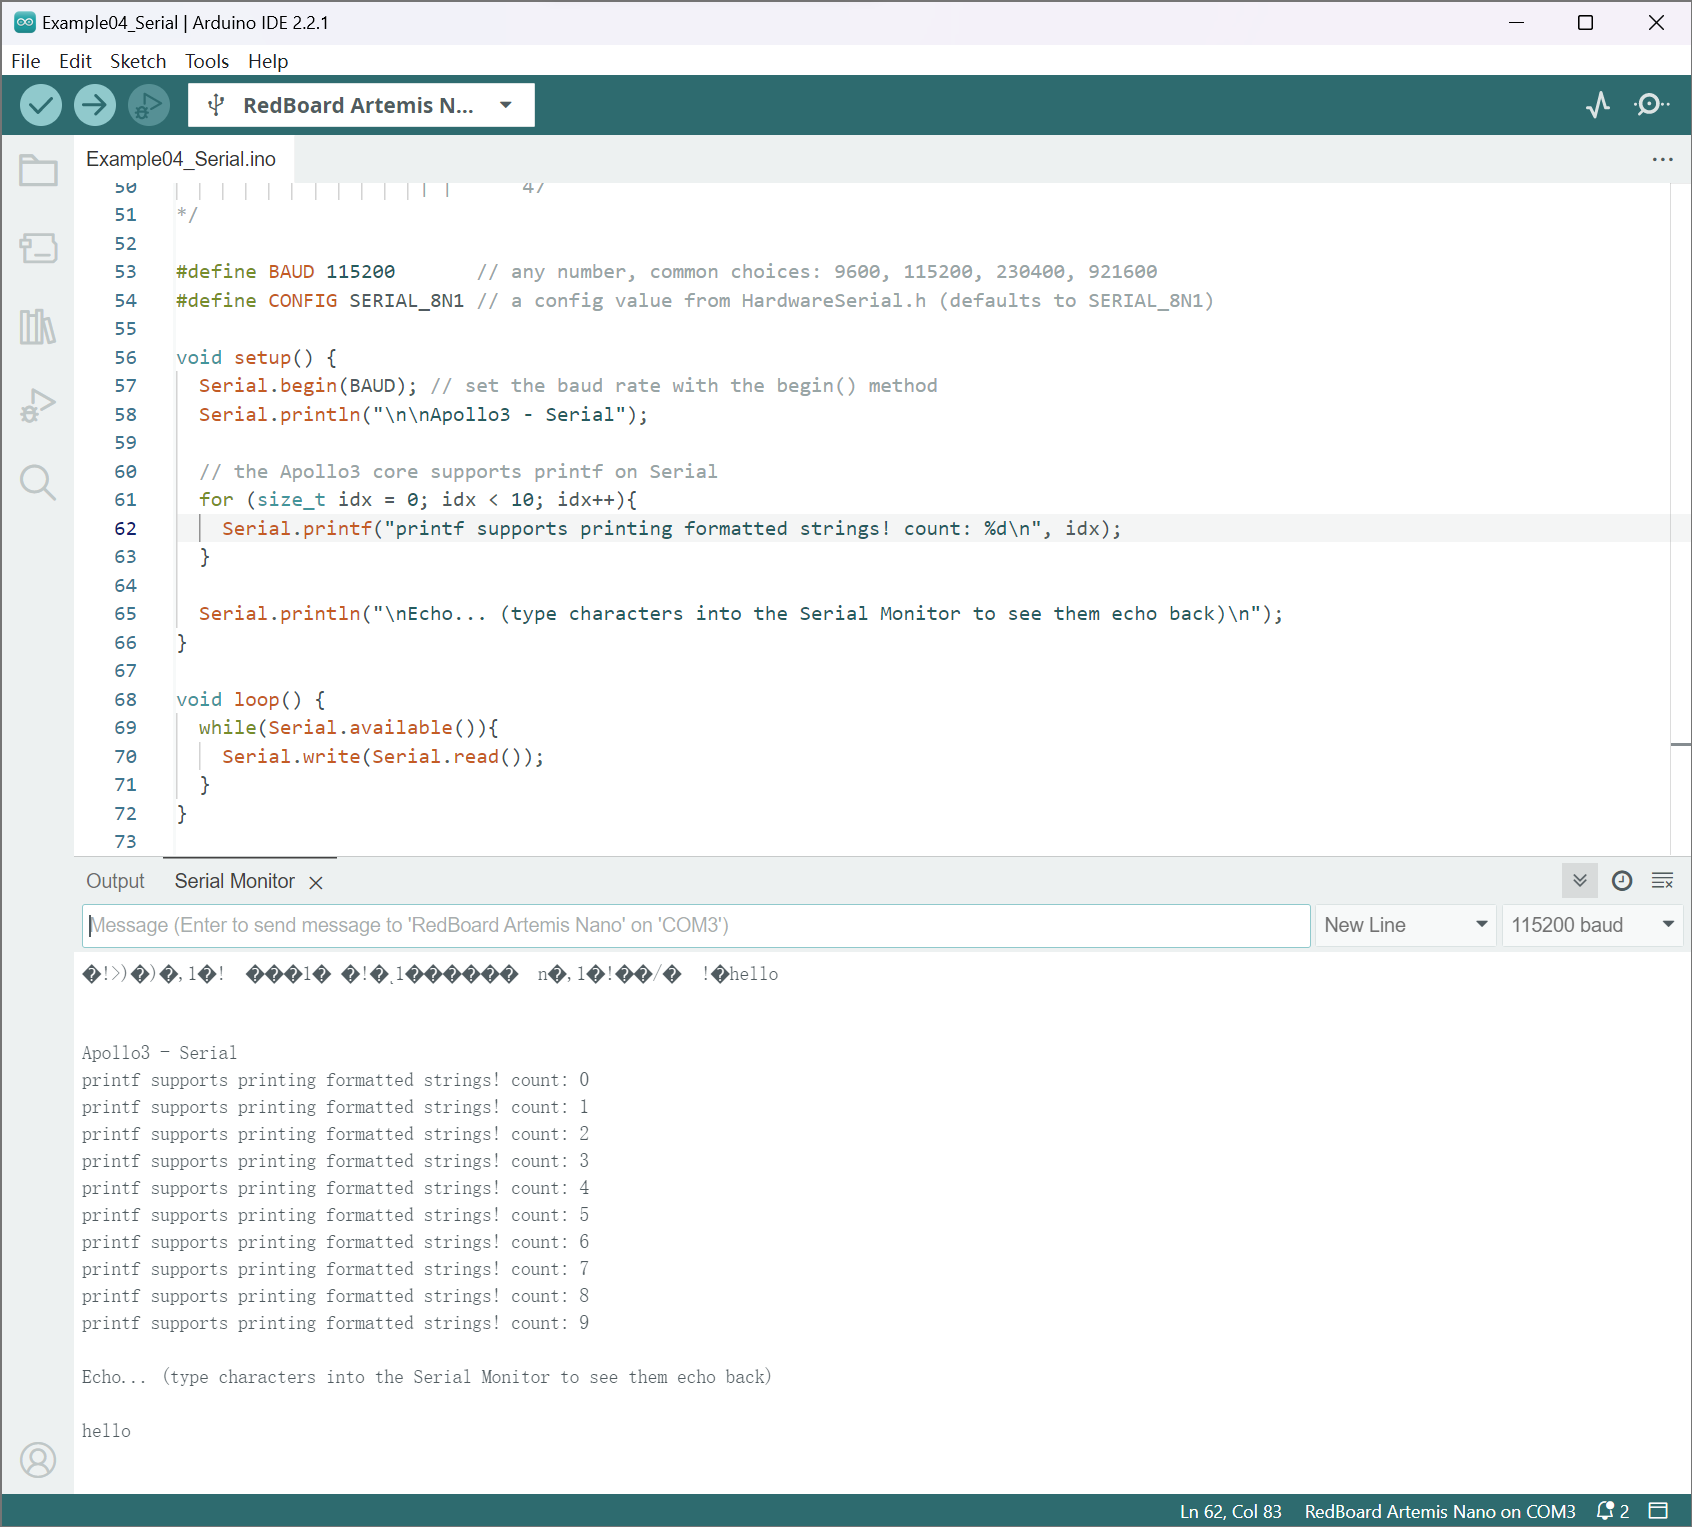 Example04_Serial | Arduino IDE 2.2.1
File Edit Sketch Tools Help
RedBoard Artemis N...
Example04_Serial.ino
50 | | | | | | | | | | | | | 47
51 */
52
53 #define BAUD 115200 // any number, common choices: 9600, 115200, 230400, 921600
54 #define CONFIG SERIAL_8N1 // a config value from HardwareSerial.h (defaults to SERIAL_8N1)
55
56 void setup() {
57 Serial.begin(BAUD); // set the baud rate with the begin() method
58 Serial.println("\n\nApollo3 - Serial");
59
60 // the Apollo3 core supports printf on Serial
61 for (size_t idx = 0; idx < 10; idx++){
62 Serial.printf("printf supports printing formatted strings! count: %d\n", idx);
63 }
64
65 Serial.println("\nEcho... (type characters into the Serial Monitor to see them echo back)\n");
66 }
67
68 void loop() {
69 while(Serial.available()){
70 Serial.write(Serial.read());
71 }
72 }
73
Output Serial Monitor
Message (Enter to send message to 'RedBoard Artemis Nano' on 'COM3') New Line 115200 baud
�!>)�)�,1�! ���1� �!�˛1������ n�,1�!��/� !�hello
Apollo3 - Serial
printf supports printing formatted strings! count: 0
printf supports printing formatted strings! count: 1
printf supports printing formatted strings! count: 2
printf supports printing formatted strings! count: 3
printf supports printing formatted strings! count: 4
printf supports printing formatted strings! count: 5
printf supports printing formatted strings! count: 6
printf supports printing formatted strings! count: 7
printf supports printing formatted strings! count: 8
printf supports printing formatted strings! count: 9
Echo... (type characters into the Serial Monitor to see them echo back)
hello
Ln 62, Col 83 RedBoard Artemis Nano on COM3 2